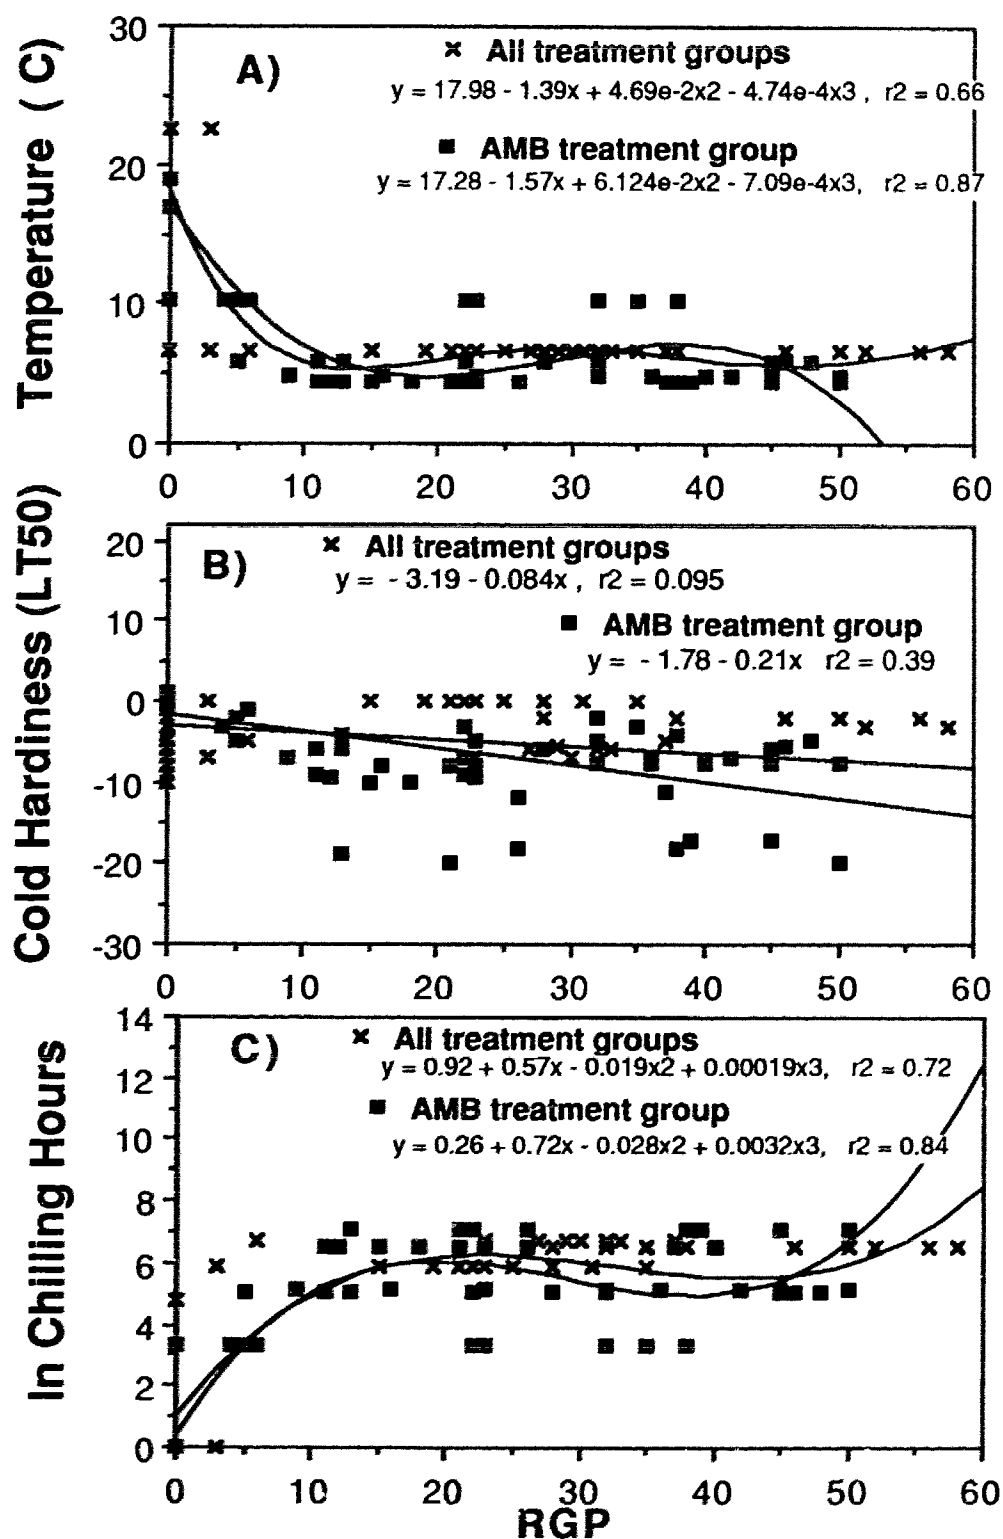 Temperature ( C)
30
20
10
0
A)
× All treatment groups
y = 17.98 - 1.39x + 4.69e-2x2 - 4.74e-4x3 , r2 = 0.66
■ AMB treatment group
y = 17.28 - 1.57x + 6.124e-2x2 - 7.09e-4x3, r2 = 0.87
0 10 20 30 40 50 60
Cold Hardiness (LT50)
20
10
0
-10
-20
-30
B)
× All treatment groups
y = - 3.19 - 0.084x , r2 = 0.095
■ AMB treatment group
y = - 1.78 - 0.21x r2 = 0.39
0 10 20 30 40 50 60
ln Chilling Hours
14
12
10
8
6
4
2
0
C)
× All treatment groups
y = 0.92 + 0.57x - 0.019x2 + 0.00019x3, r2 = 0.72
■ AMB treatment group
y = 0.26 + 0.72x - 0.028x2 + 0.0032x3, r2 = 0.84
0 10 20 30 40 50 60
RGP